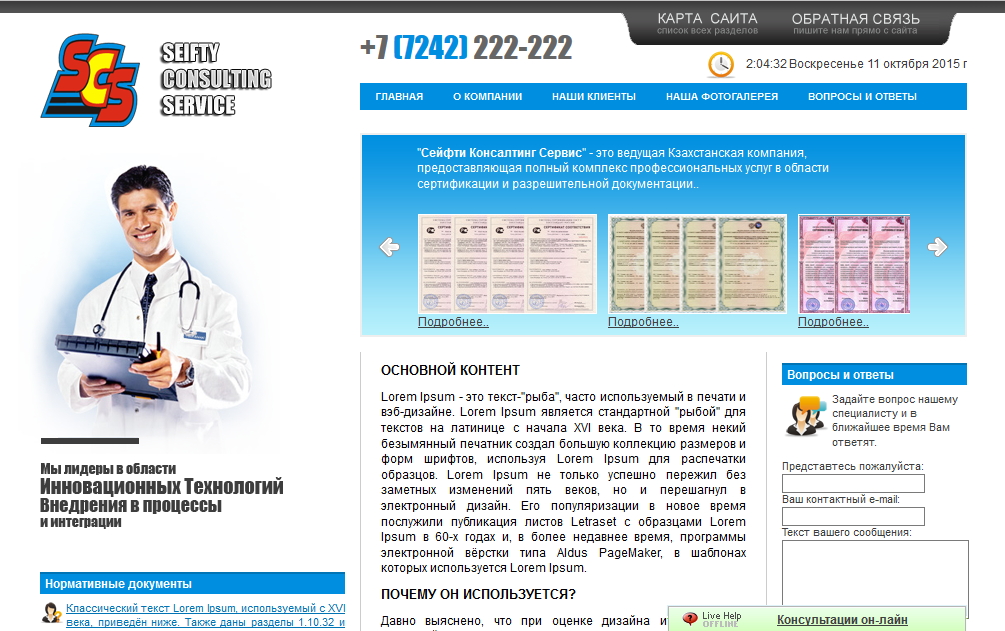 КАРТА САЙТА
список всех разделов
ОБРАТНАЯ СВЯЗЬ
пишите нам прямо с сайта
SCS
SEIFTY
CONSULTING
SERVICE
+7 (7242) 222-222
2:04:32 Воскресенье 11 октября 2015 г
ГЛАВНАЯ О КОМПАНИИ НАШИ КЛИЕНТЫ НАША ФОТОГАЛЕРЕЯ ВОПРОСЫ И ОТВЕТЫ
"Сейфти Консалтинг Сервис" - это ведущая Кзахстанская компания,
предоставляющая полный комплекс профессиональных услуг в области
сертификации и разрешительной документации..
Подробнее.. Подробнее.. Подробнее..
Мы лидеры в области
Инновационных Технологий
Внедрения в процессы
и интеграции
Нормативные документы
Классический текст Lorem Ipsum, используемый с XVI
века, приведён ниже. Также даны разделы 1.10.32 и
ОСНОВНОЙ КОНТЕНТ
Lorem Ipsum - это текст-"рыба", часто используемый в печати и
вэб-дизайне. Lorem Ipsum является стандартной "рыбой" для
текстов на латинице с начала XVI века. В то время некий
безымянный печатник создал большую коллекцию размеров и
форм шрифтов, используя Lorem Ipsum для распечатки
образцов. Lorem Ipsum не только успешно пережил без
заметных изменений пять веков, но и перешагнул в
электронный дизайн. Его популяризации в новое время
послужили публикация листов Letraset с образцами Lorem
Ipsum в 60-х годах и, в более недавнее время, программы
электронной вёрстки типа Aldus PageMaker, в шаблонах
которых используется Lorem Ipsum.
ПОЧЕМУ ОН ИСПОЛЬЗУЕТСЯ?
Давно выяснено, что при оценке дизайна и
Вопросы и ответы
Задайте вопрос нашему
специалисту и в
ближайшее время Вам
ответят.
Представтесь пожалуйста:
Ваш контактный e-mail:
Текст вашего сообщения:
Live Help
OFFLINE
Консультации он-лайн